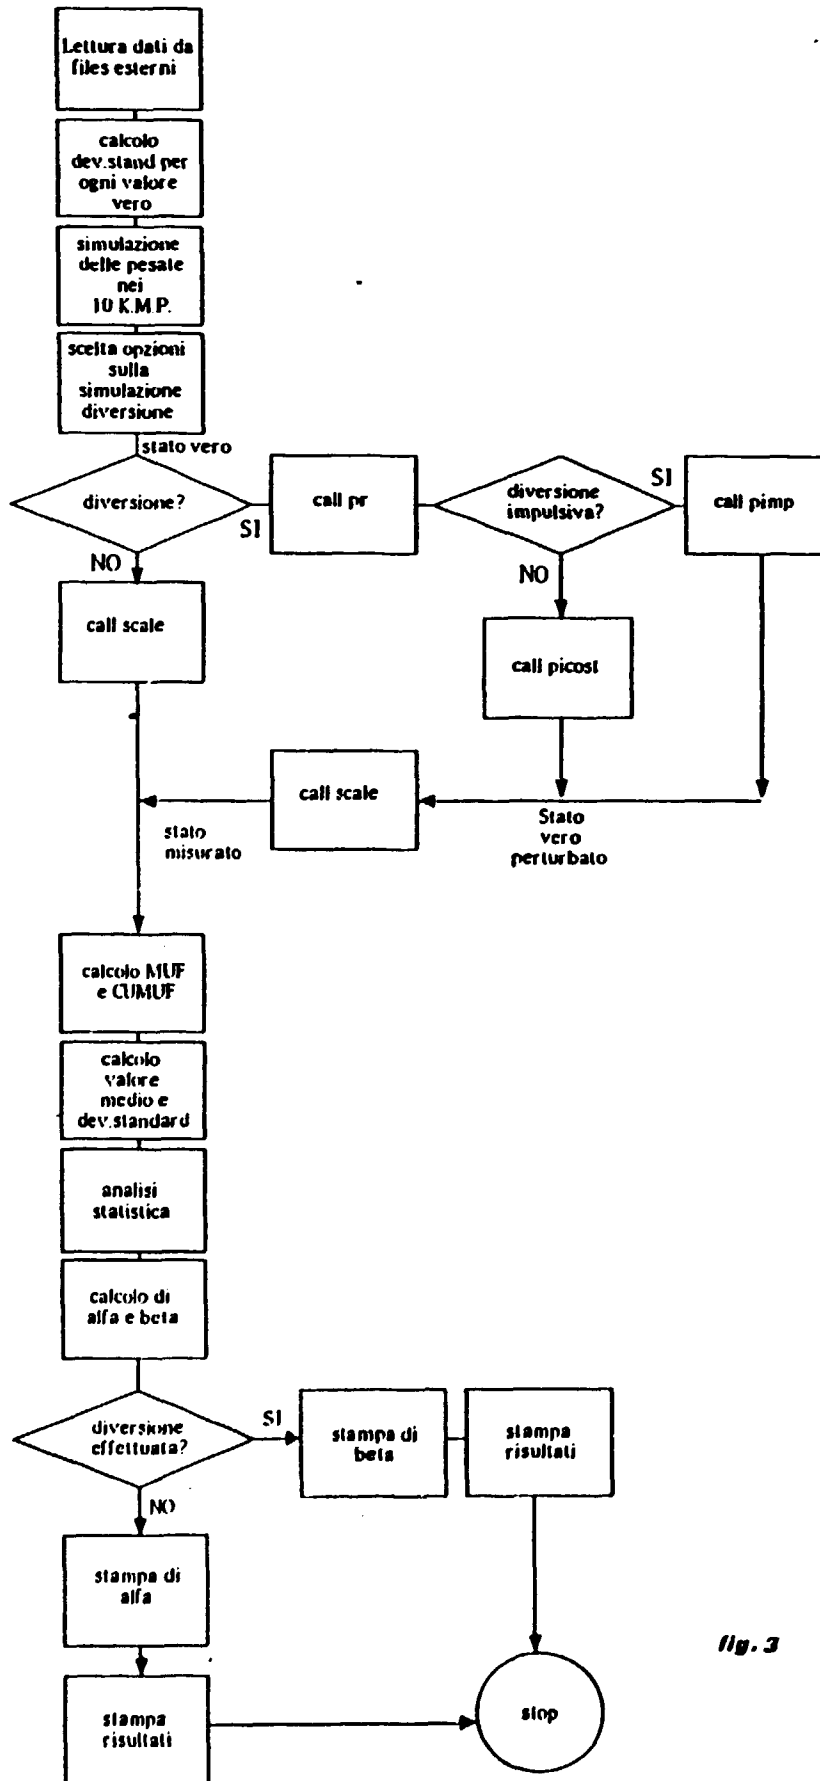 Lettura dati da
files esterni
calcolo
dev.stand per
ogni valore
vero
simulazione
delle pesate
nei
10 K.M.P.
scelta opzioni
sulla
simulazione
diversione
stato vero
diversione?
SI
call pr
diversione
impulsiva?
SI
call pimp
NO
call scale
NO
call picost
call scale
stato
misurato
Stato
vero
perturbato
calcolo MUF
e CUMUF
calcolo
valore
medio e
dev.standard
analisi
statistica
calcolo di
alfa e beta
diversione
effettuata?
SI
stampa di
beta
stampa
risultati
NO
stampa di
alfa
fig. 3
stampa
risultati
stop